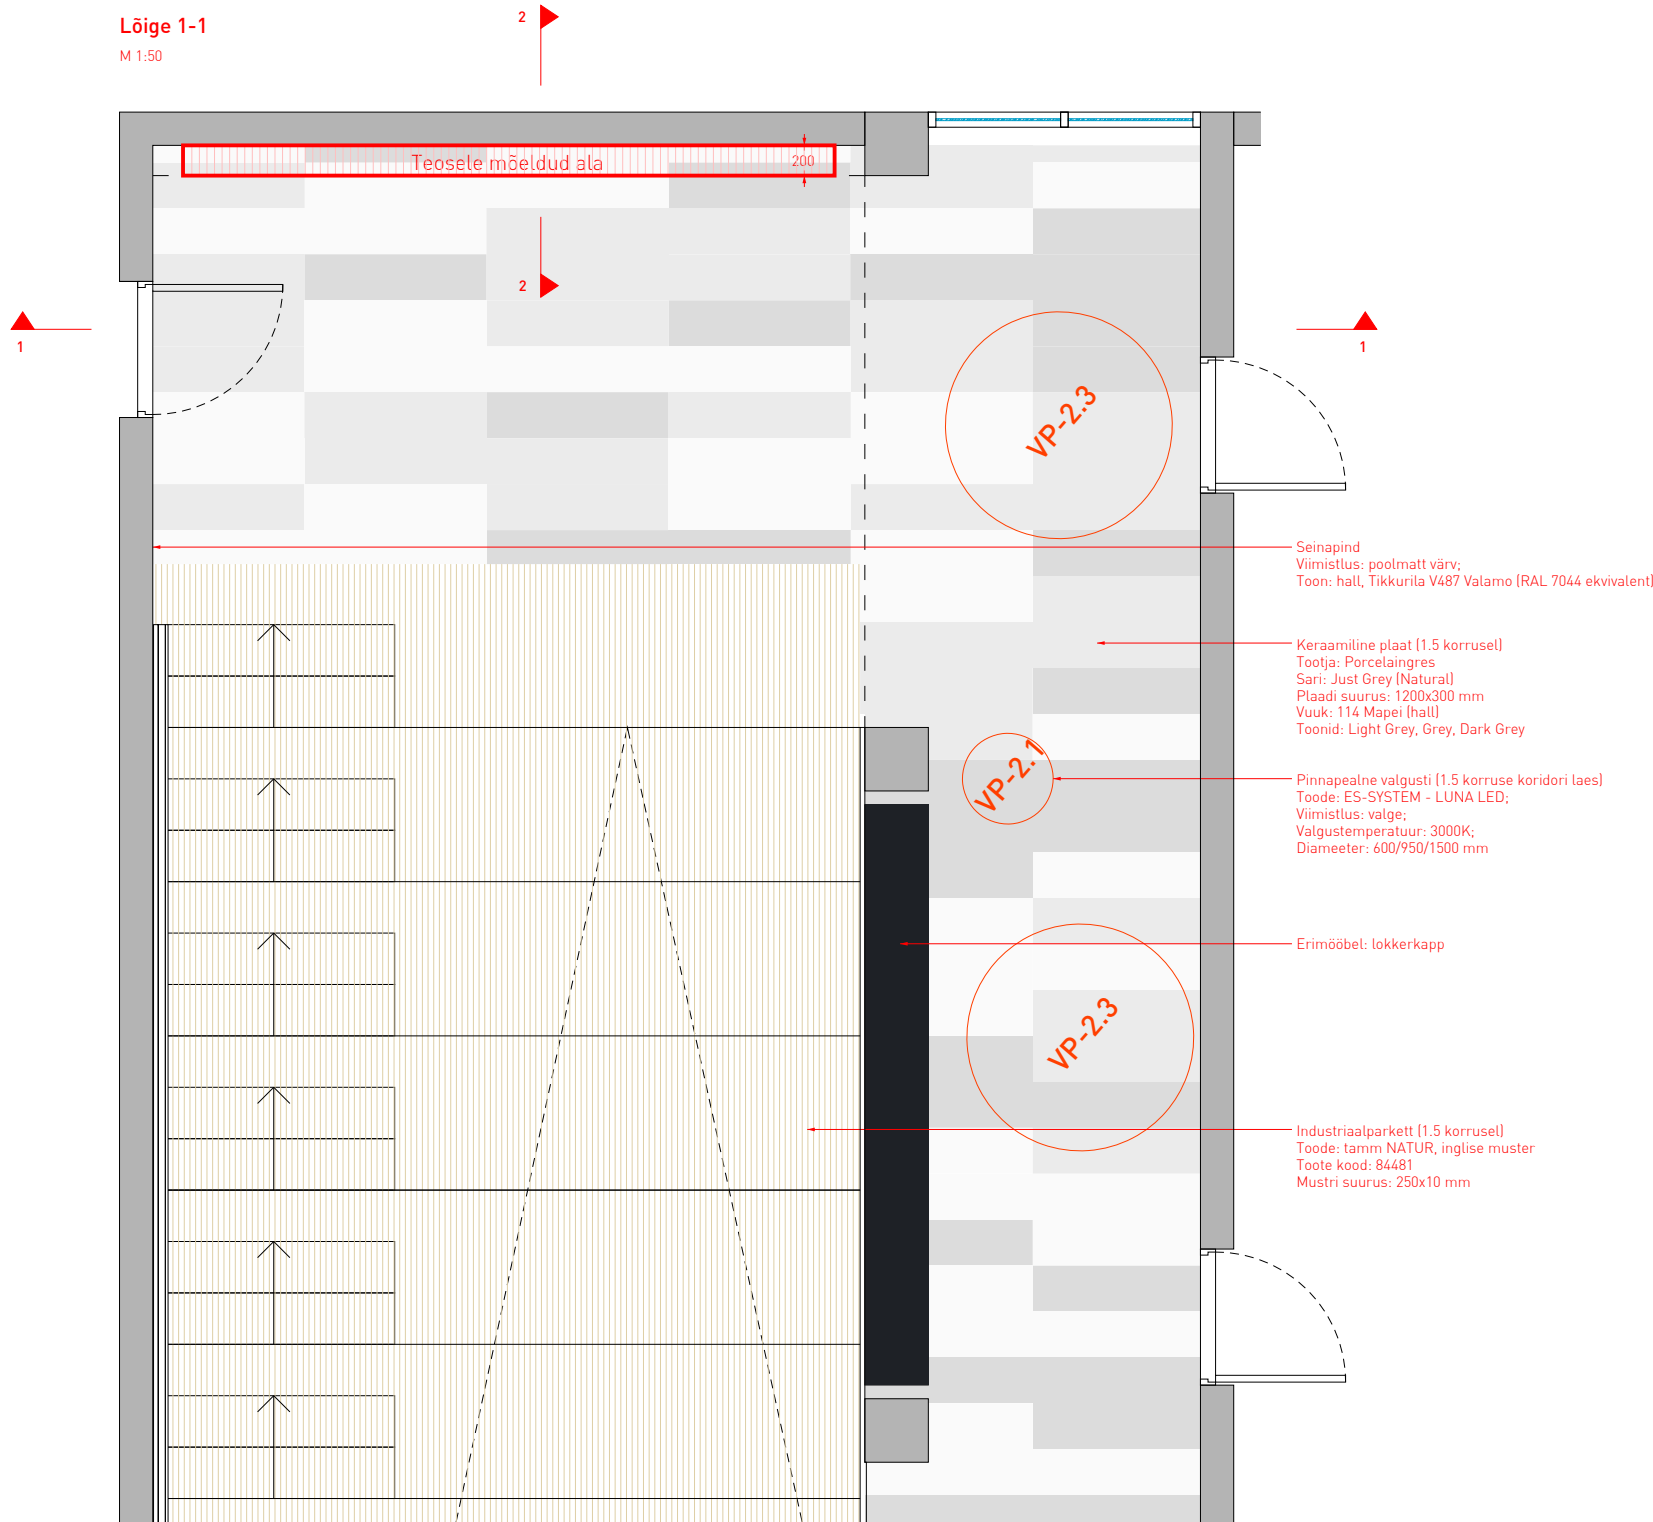 Lõige 1-1
M 1:50
2
Teosele mõeldud ala
200
2
1
1
VP-2.3
Seinapind
Viimistlus: poolmatt värv;
Toon: hall, Tikkurila V487 Valamo (RAL 7044 ekvivalent)
Keraamiline plaat (1.5 korrusel)
Tootja: Porcelaingres
Sari: Just Grey (Natural)
Plaadi suurus: 1200x300 mm
Vuuk: 114 Mapei (hall)
Toonid: Light Grey, Grey, Dark Grey
VP-2.1
Pinnapealne valgusti (1.5 korruse koridori laes)
Toode: ES-SYSTEM - LUNA LED;
Viimistlus: valge;
Valgustemperatuur: 3000K;
Diameeter: 600/950/1500 mm
Erimööbel: lokkerkapp
VP-2.3
Industriaalparkett (1.5 korrusel)
Toode: tamm NATUR, inglise muster
Toote kood: 84481
Mustri suurus: 250x10 mm